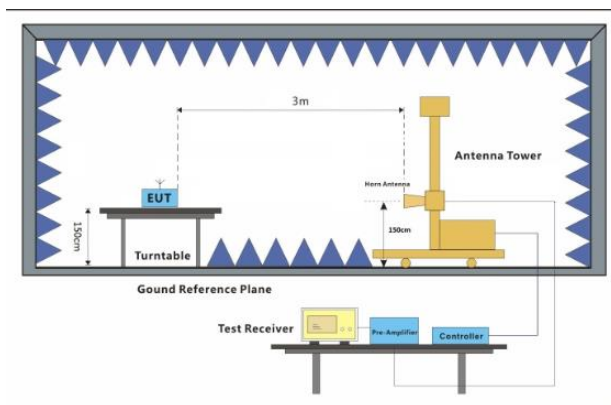 3m
Antenna Tower
Horn Antenna
EUT
150cm
150cm
Turntable
Gound Reference Plane
Test Receiver
Pre-Amplifier
Controller